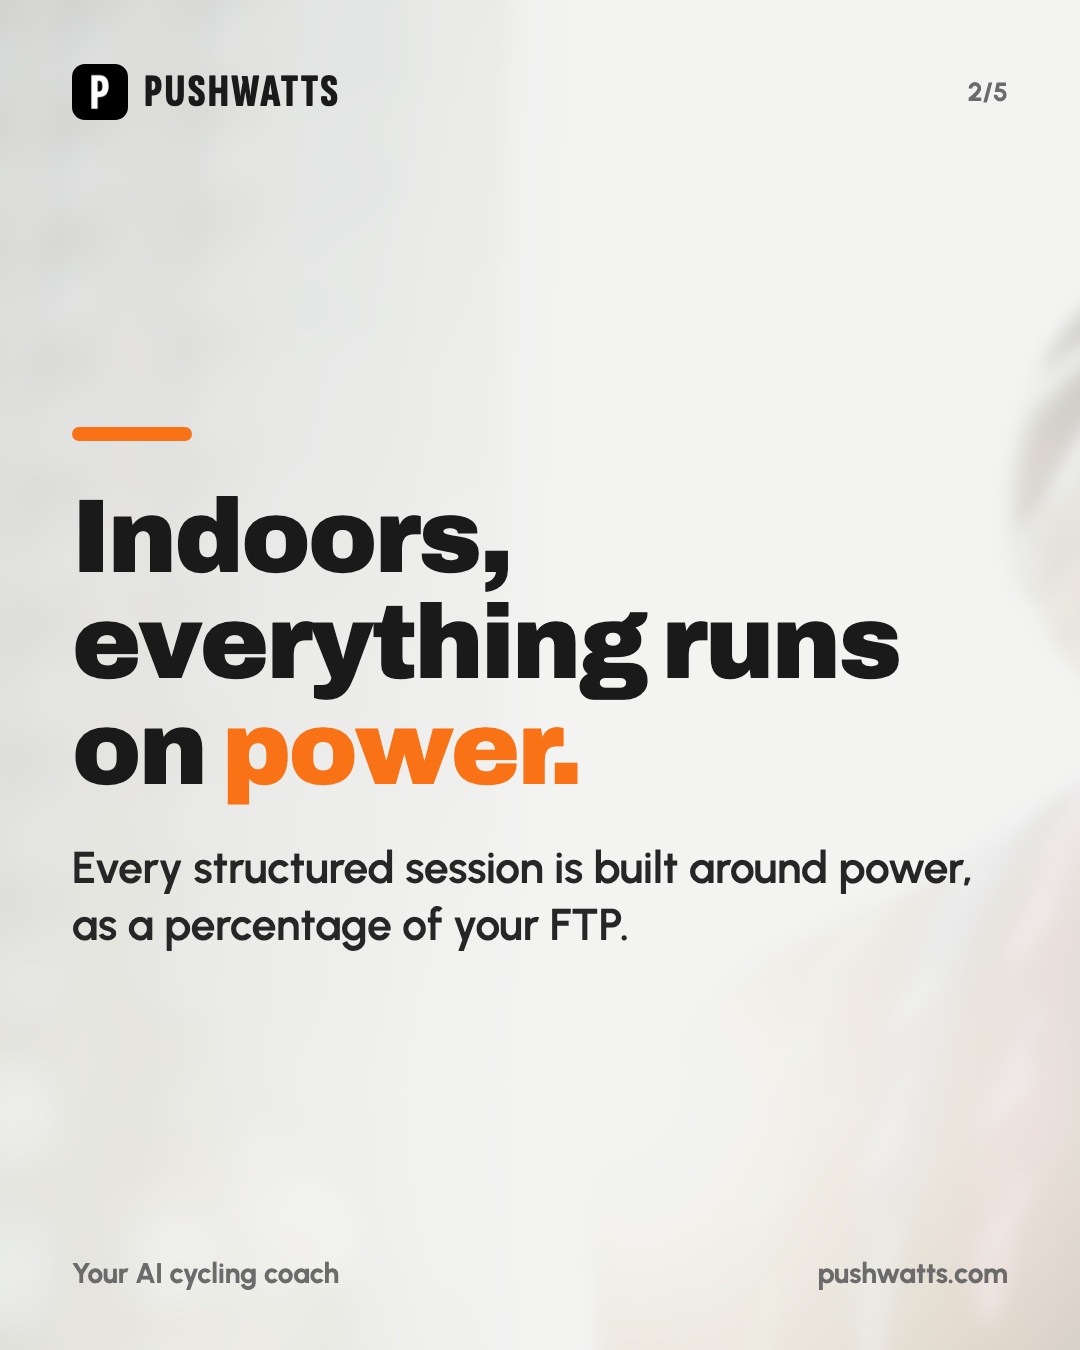 P PUSHWATTS
2/5
Indoors,
everything runs
on power.
Every structured session is built around power,
as a percentage of your FTP.
Your AI cycling coach
pushwatts.com